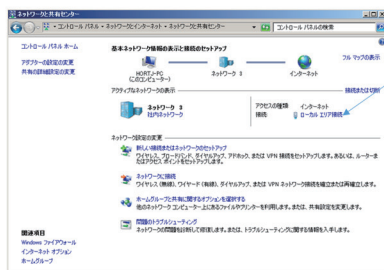 ネットワークと共有センター
コントロール パネル ▸ ネットワークとインターネット ▸ ネットワークと共有センター
コントロール パネルの検索
コントロール パネル ホーム
アダプターの設定の変更
共有の詳細設定の変更
基本ネットワーク情報の表示と接続のセットアップ
フル マップの表示
HORTJ-PC
(このコンピューター)
ネットワーク 3
インターネット
アクティブなネットワークの表示
接続または切断
ネットワーク 3
社内ネットワーク
アクセスの種類: インターネット
接続: ローカル エリア接続
ネットワーク設定の変更
新しい接続またはネットワークのセットアップ
ワイヤレス、ブロードバンド、ダイヤルアップ、アドホック、または VPN 接続をセットアップします。あるいは、ルーターまたはアクセス ポイントをセットアップします。
ネットワークに接続
ワイヤレス (無線)、ワイヤード (有線)、ダイヤルアップ、または VPN ネットワーク接続を確立または再確立します。
ホームグループと共有に関するオプションを選択する
他のネットワーク コンピューター上にあるファイルやプリンターを利用します。または、共有設定を変更します。
問題のトラブルシューティング
ネットワークの問題を診断して修復します。または、トラブルシューティングに関する情報を入手します。
関連項目
Windows ファイアウォール
インターネット オプション
ホームグループ